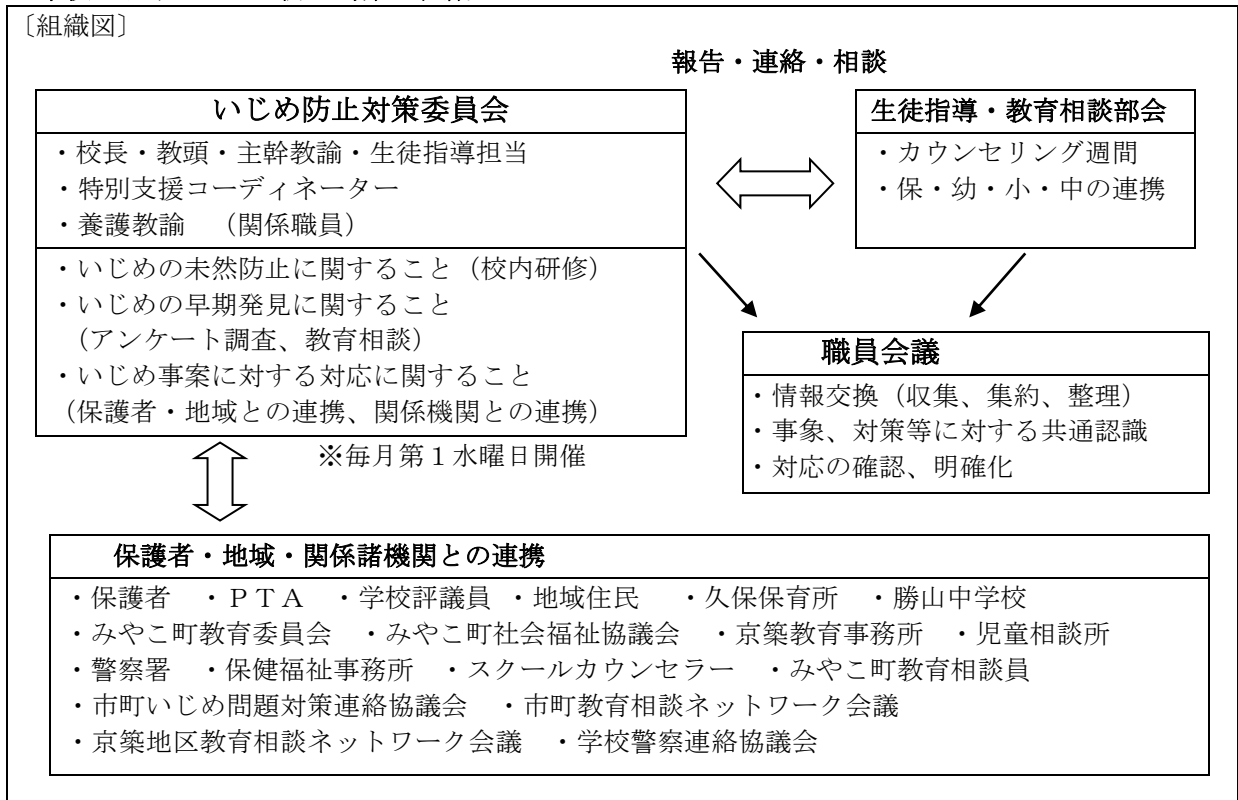 〔組織図〕
報告・連絡・相談
いじめ防止対策委員会
・校長・教頭・主幹教諭・生徒指導担当
・特別支援コーディネーター
・養護教諭　（関係職員）
・いじめの未然防止に関すること（校内研修）
・いじめの早期発見に関すること
（アンケート調査、教育相談）
・いじめ事案に対する対応に関すること
（保護者・地域との連携、関係機関との連携）
※毎月第１水曜日開催
生徒指導・教育相談部会
・カウンセリング週間
・保・幼・小・中の連携
職員会議
・情報交換（収集、集約、整理）
・事象、対策等に対する共通認識
・対応の確認、明確化
保護者・地域・関係諸機関との連携
・保護者　・ＰＴＡ　・学校評議員　・地域住民　・久保保育所　・勝山中学校
・みやこ町教育委員会　・みやこ町社会福祉協議会　・京築教育事務所　・児童相談所
・警察署　・保健福祉事務所　・スクールカウンセラー　・みやこ町教育相談員
・市町いじめ問題対策連絡協議会　・市町教育相談ネットワーク会議
・京築地区教育相談ネットワーク会議　・学校警察連絡協議会